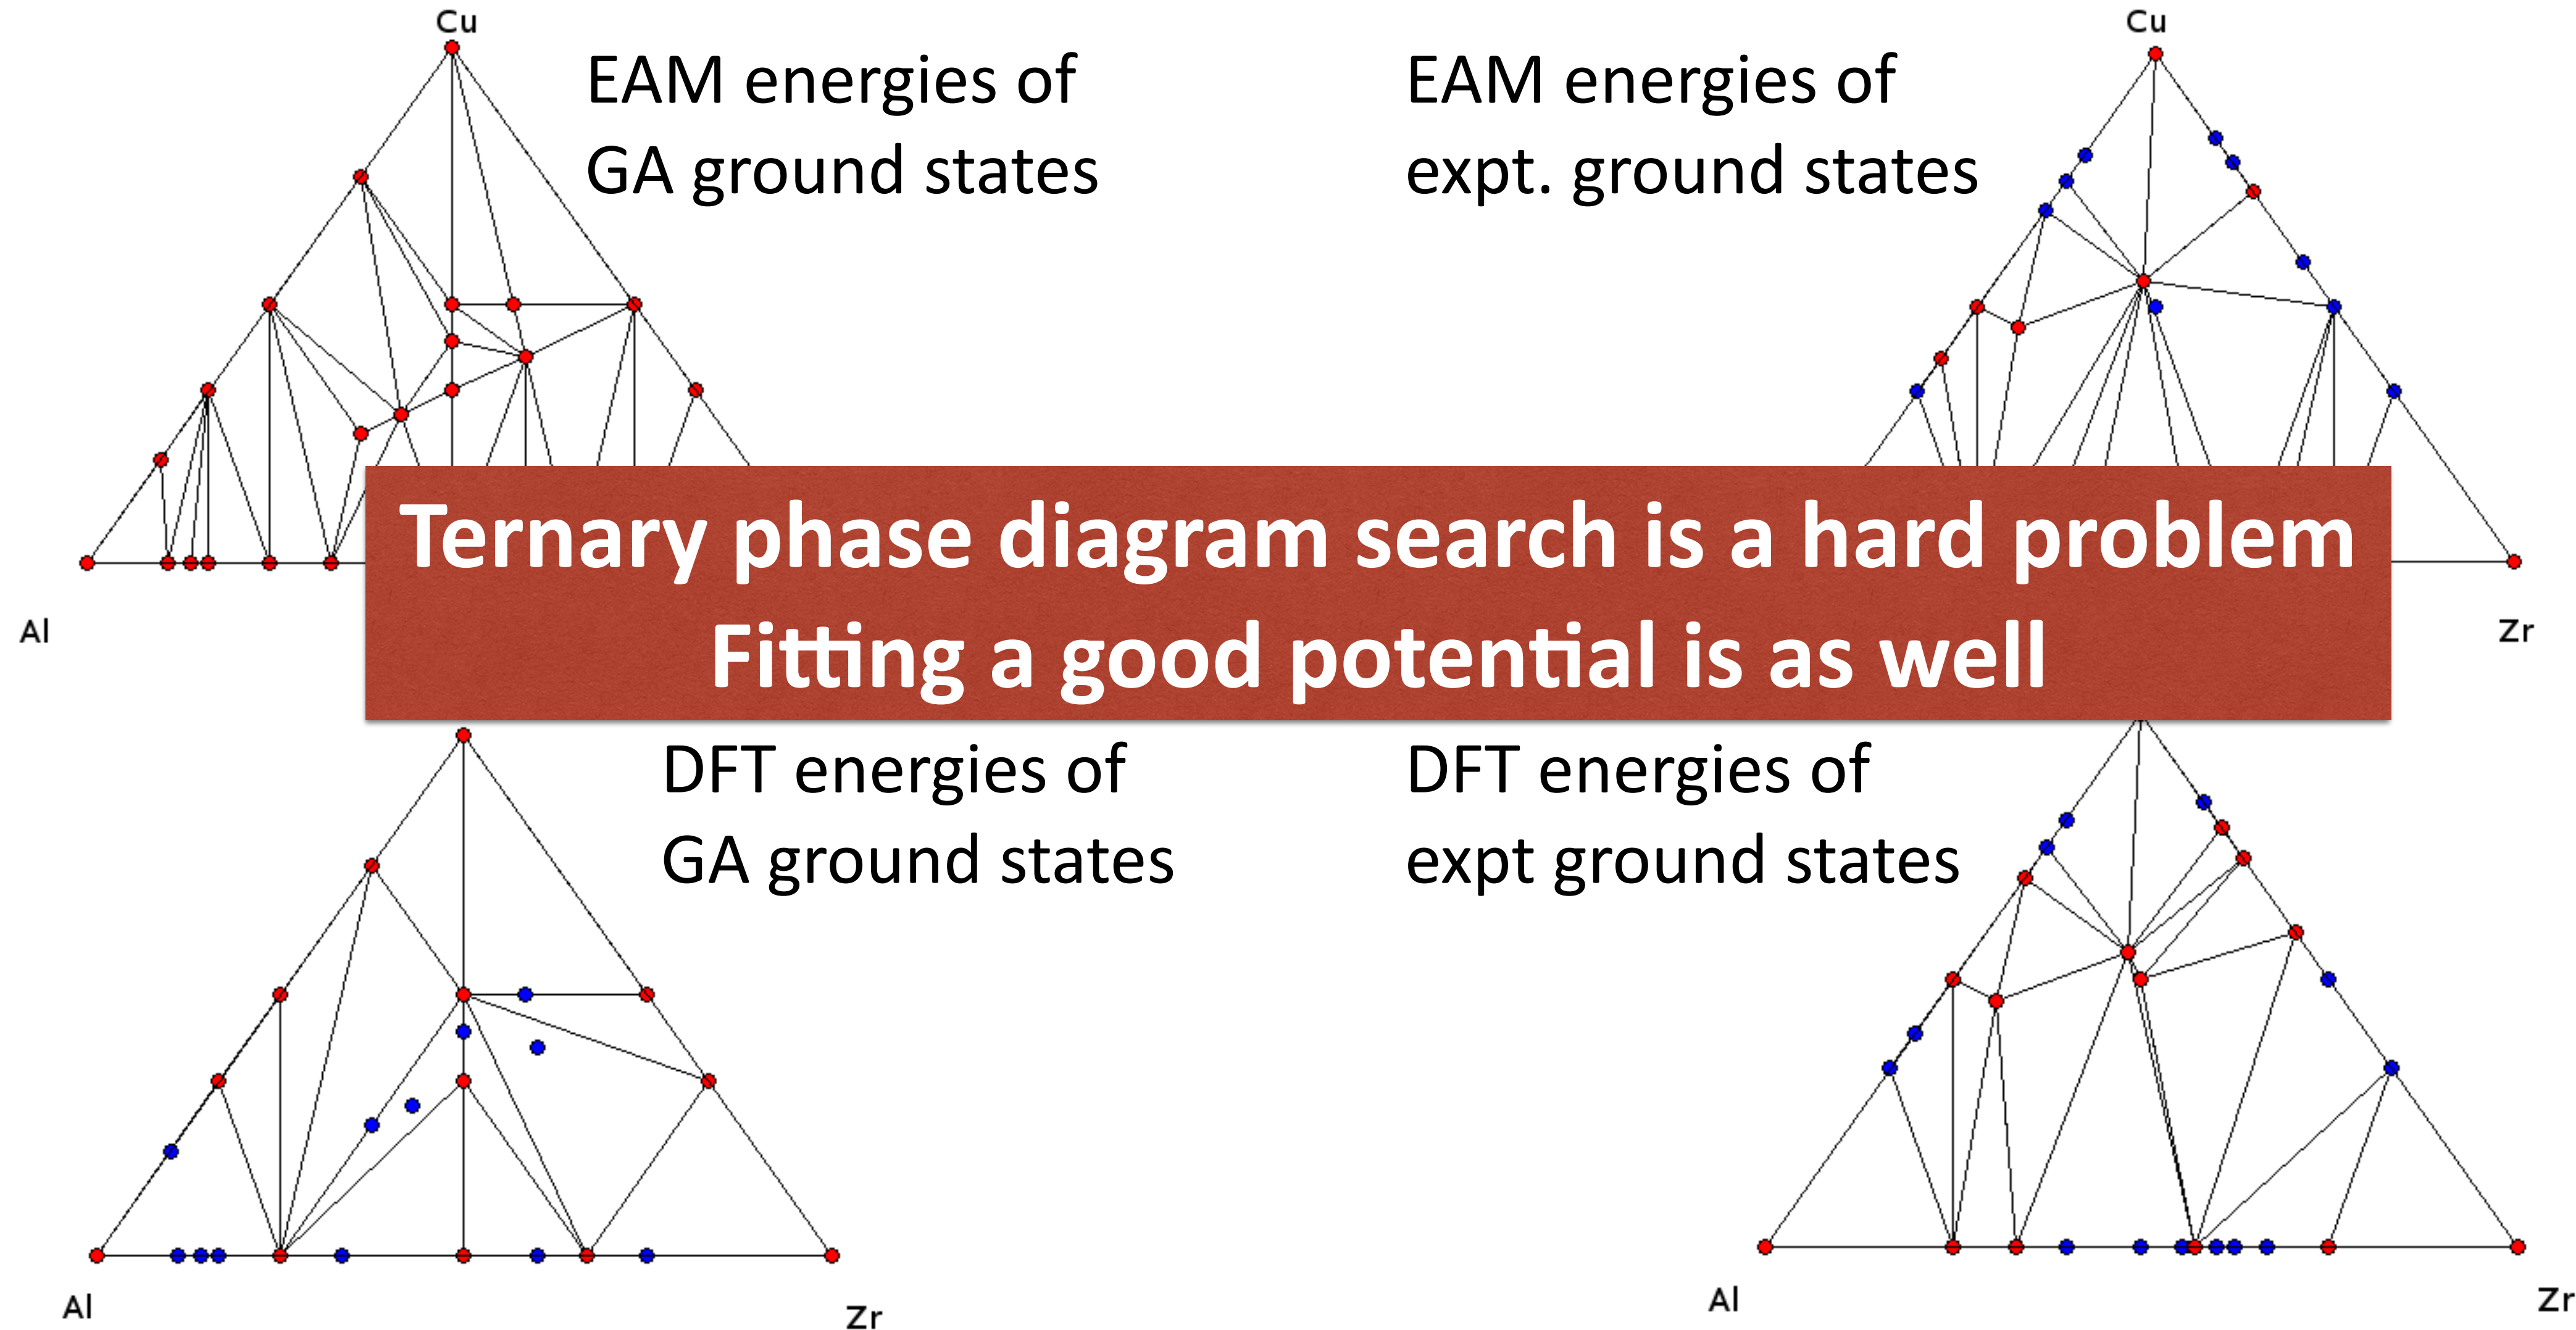 Cu
EAM energies of
GA ground states
Cu
EAM energies of
expt. ground states
Ternary phase diagram search is a hard problem
Fitting a good potential is as well
Al
Zr
DFT energies of
GA ground states
DFT energies of
expt ground states
Al
Zr
Al
Zr